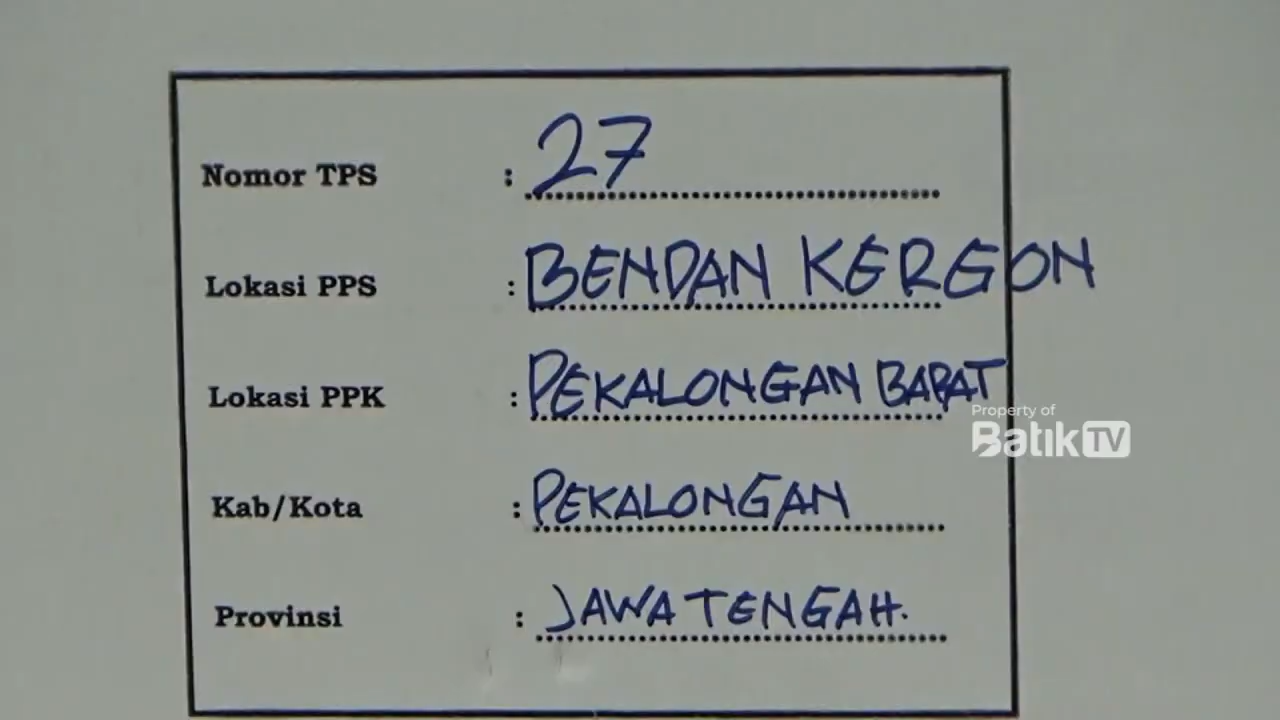 Nomor TPS : 27
Lokasi PPS : BENDAN KERGON
Lokasi PPK : PEKALONGAN BARAT
Property of
BatikTV
Kab/Kota : PEKALONGAN
Provinsi : JAWA TENGAH.